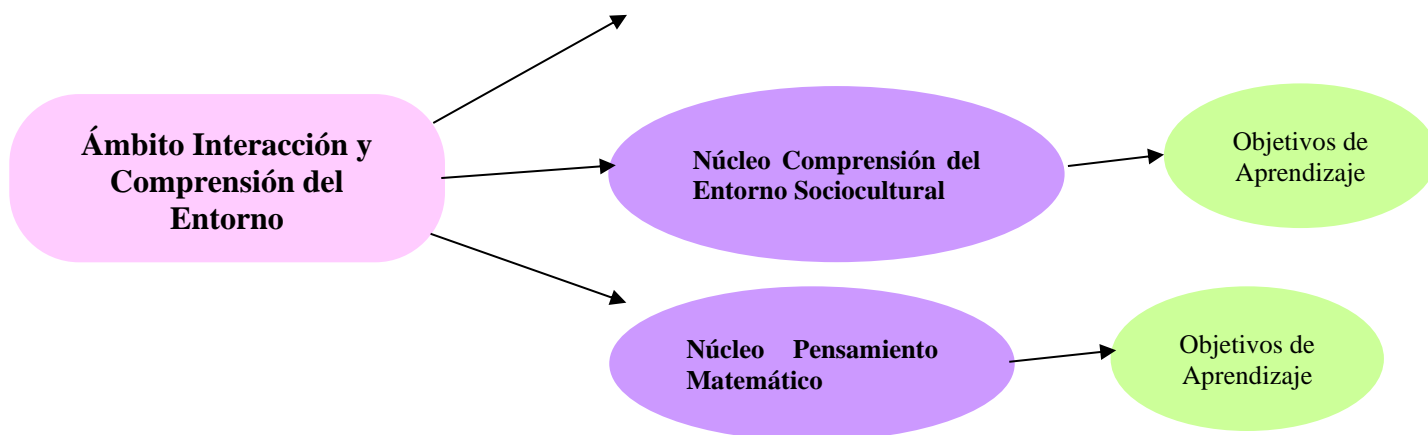 Ámbito Interacción y
Comprensión del
Entorno
Núcleo Comprensión del
Entorno Sociocultural
Objetivos de
Aprendizaje
Núcleo Pensamiento
Matemático
Objetivos de
Aprendizaje